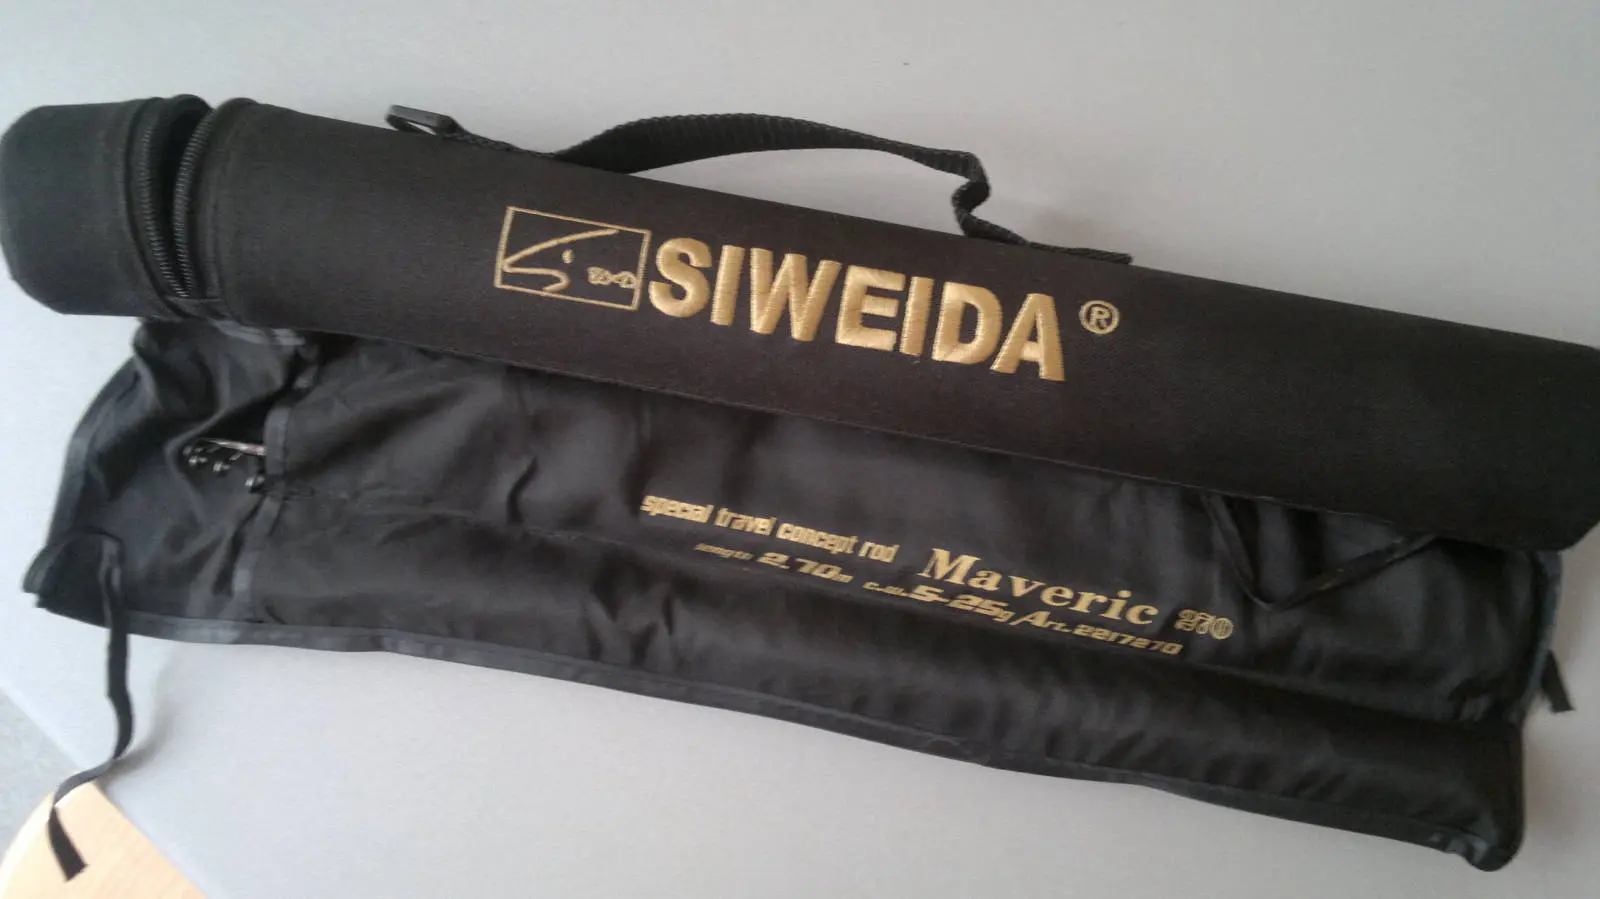 SIWEIDA®
special travel concept rod Maveric 270
length 2,70m c.w. 5-25g/Art. 2217270